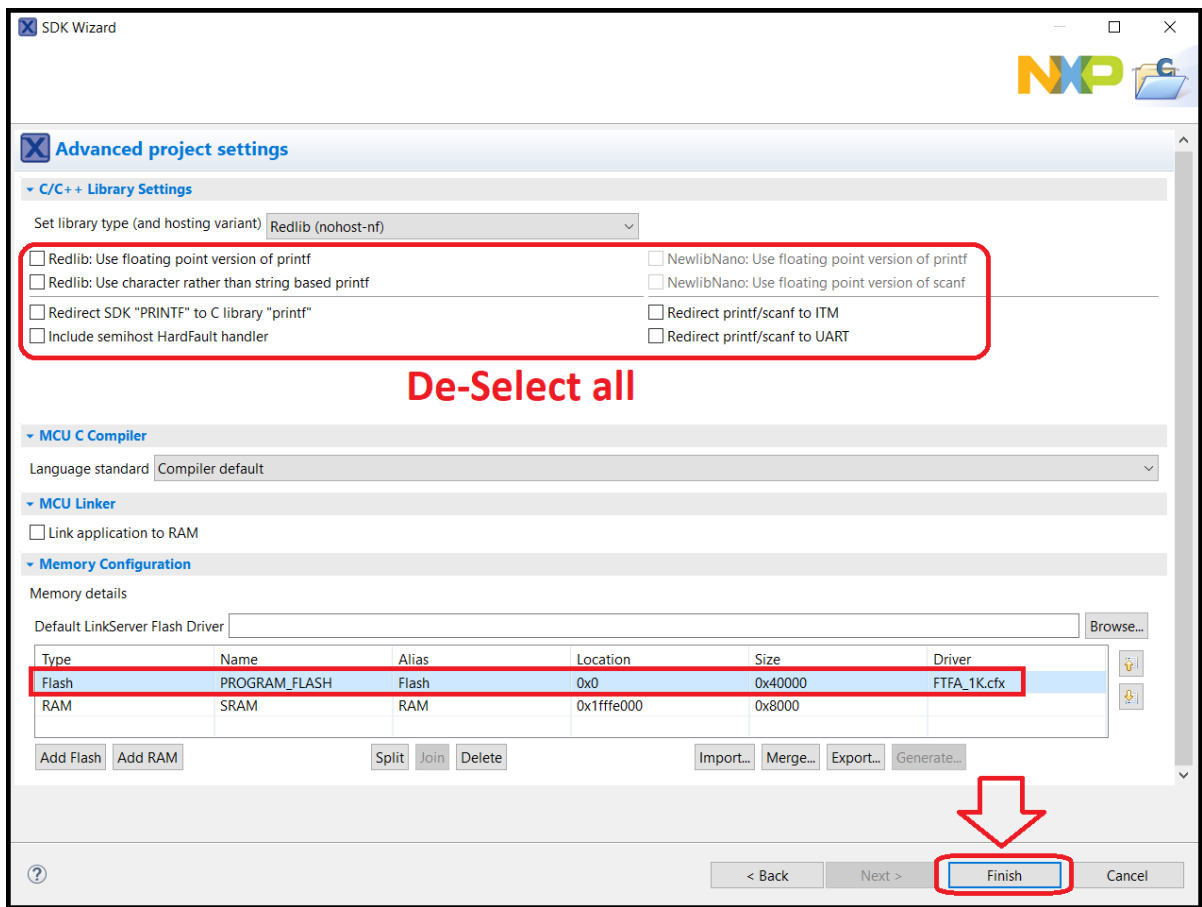 SDK Wizard
NXP
Advanced project settings
C/C++ Library Settings
Set library type (and hosting variant) Redlib (nohost-nf)
Redlib: Use floating point version of printf NewlibNano: Use floating point version of printf
Redlib: Use character rather than string based printf NewlibNano: Use floating point version of scanf
Redirect SDK "PRINTF" to C library "printf" Redirect printf/scanf to ITM
Include semihost HardFault handler Redirect printf/scanf to UART
De-Select all
MCU C Compiler
Language standard Compiler default
MCU Linker
Link application to RAM
Memory Configuration
Memory details
Default LinkServer Flash Driver Browse...
Type Name Alias Location Size Driver
Flash PROGRAM_FLASH Flash 0x0 0x40000 FTFA_1K.cfx
RAM SRAM RAM 0x1fffe000 0x8000
Add Flash Add RAM Split Join Delete Import... Merge... Export... Generate...
? < Back Next > Finish Cancel